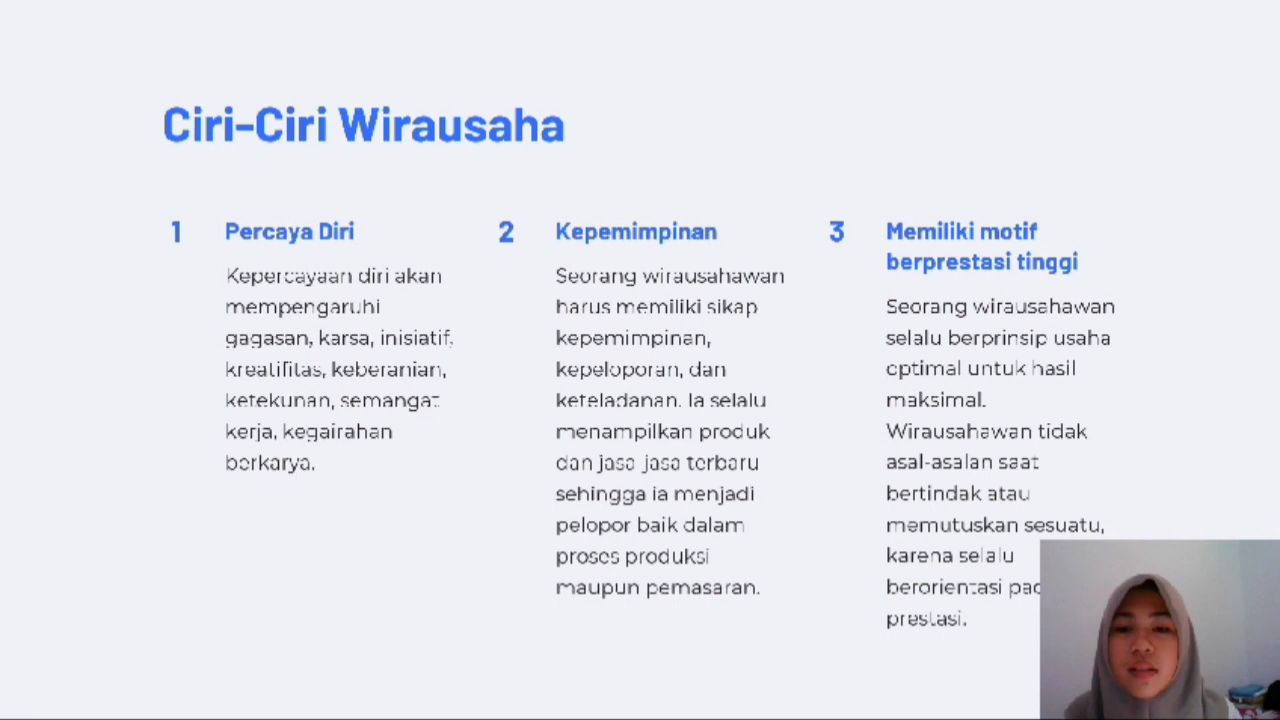 Ciri-Ciri Wirausaha
1 Percaya Diri
Kepercayaan diri akan
mempengaruhi
gagasan, karsa, inisiatif,
kreatifitas, keberanian,
ketekunan, semangat
kerja, kegairahan
berkarya.
2 Kepemimpinan
Seorang wirausahawan
harus memiliki sikap
kepemimpinan,
kepeloporan, dan
keteladanan. Ia selalu
menampilkan produk
dan jasa-jasa terbaru
sehingga ia menjadi
pelopor baik dalam
proses produksi
maupun pemasaran.
3 Memiliki motif
berprestasi tinggi
Seorang wirausahawan
selalu berprinsip usaha
optimal untuk hasil
maksimal.
Wirausahawan tidak
asal-asalan saat
bertindak atau
memutuskan sesuatu,
karena selalu
berorientasi
prestasi.